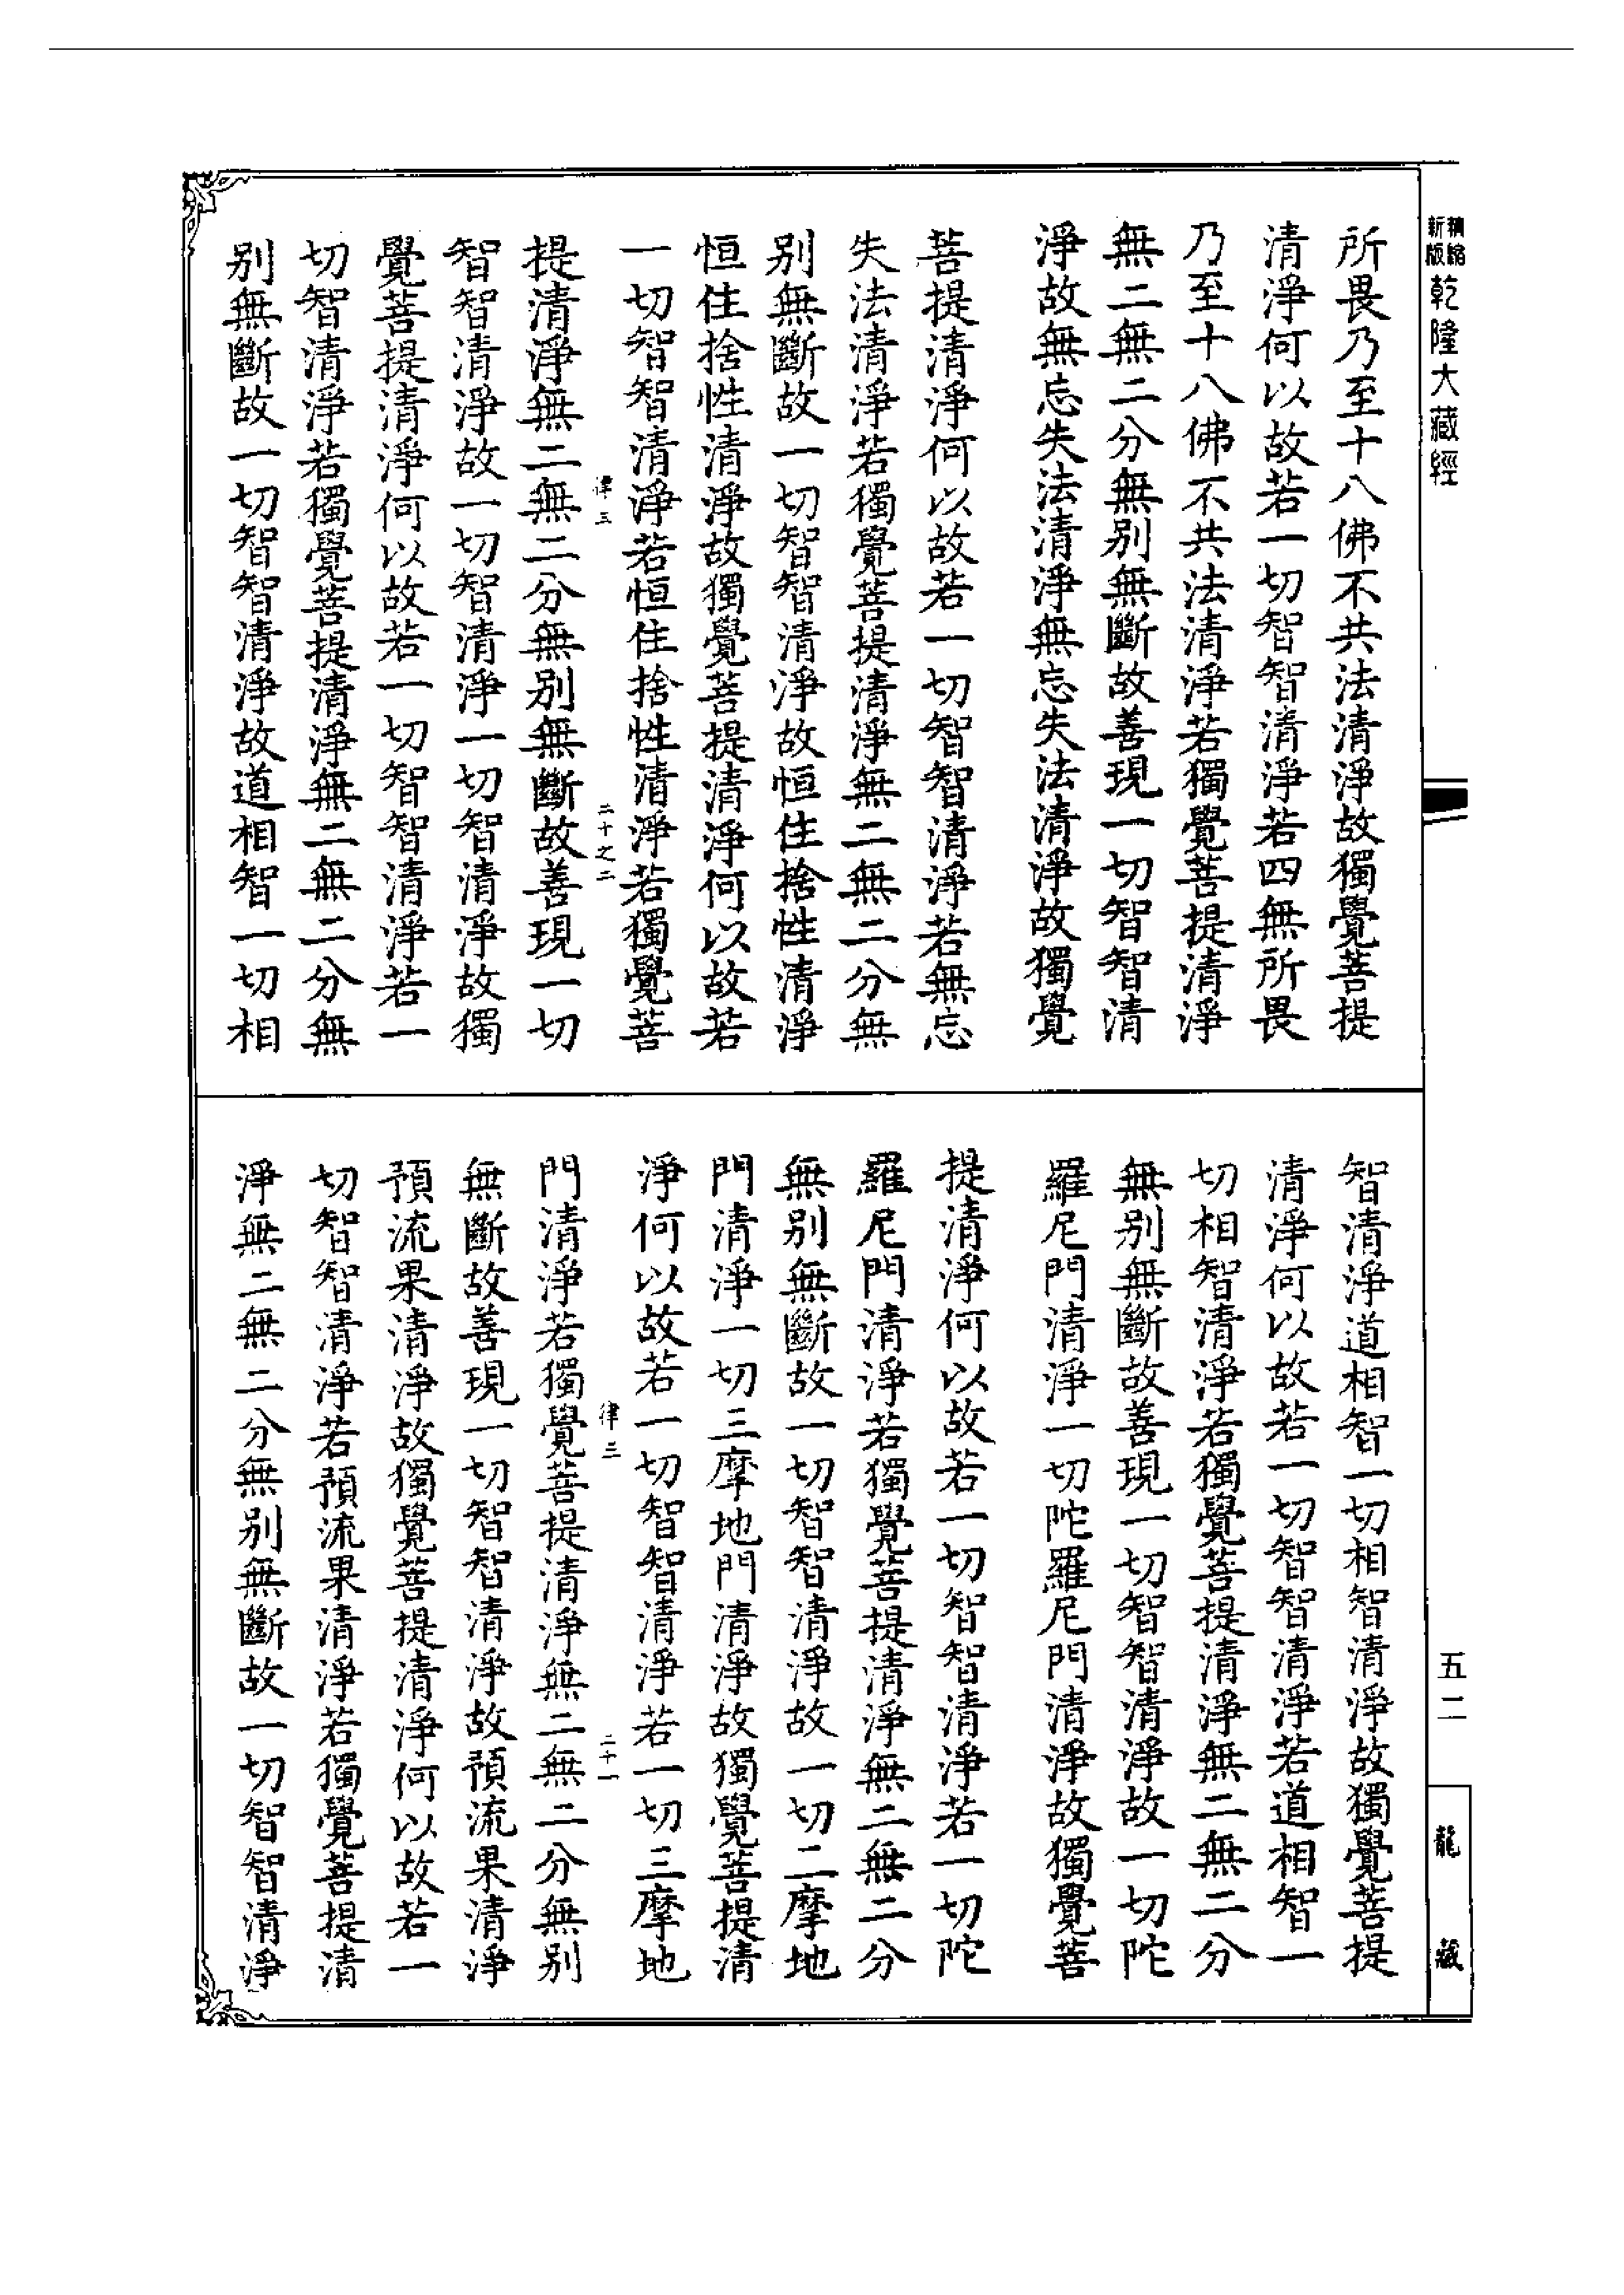 精縮新版乾隆大藏經
所畏乃至十八佛不共法清淨故獨覺菩提
清淨何以故若一切智智清淨若四無所畏
乃至十八佛不共法清淨若獨覺菩提清淨
無二無二分無別無斷故善現一切智智清
淨故無忘失法清淨無忘失法清淨故獨覺
菩提清淨何以故若一切智智清淨若無忘
失法清淨若獨覺菩提清淨無二無二分無
別無斷故一切智智清淨故恒住捨性清淨
恒住捨性清淨故獨覺菩提清淨何以故若
一切智智清淨若恒住捨性清淨若獨覺菩
律三 二十之二
提清淨無二無二分無別無斷故善現一切
智智清淨故一切智清淨一切智清淨故獨
覺菩提清淨何以故若一切智智清淨若一
切智清淨若獨覺菩提清淨無二無二分無
別無斷故一切智智清淨故道相智一切相
智清淨道相智一切相智清淨故獨覺菩提
清淨何以故若一切智智清淨若道相智一
切相智清淨若獨覺菩提清淨無二無二分
無別無斷故善現一切智智清淨故一切陀
羅尼門清淨一切陀羅尼門清淨故獨覺菩
提清淨何以故若一切智智清淨若一切陀
羅尼門清淨若獨覺菩提清淨無二無二分
無別無斷故一切智智清淨故一切三摩地
門清淨一切三摩地門清淨故獨覺菩提清
淨何以故若一切智智清淨若一切三摩地
律三 二十一
門清淨若獨覺菩提清淨無二無二分無別
無斷故善現一切智智清淨故預流果清淨
預流果清淨故獨覺菩提清淨何以故若一
切智智清淨若預流果清淨若獨覺菩提清
淨無二無二分無別無斷故一切智智清淨
五二
龍藏